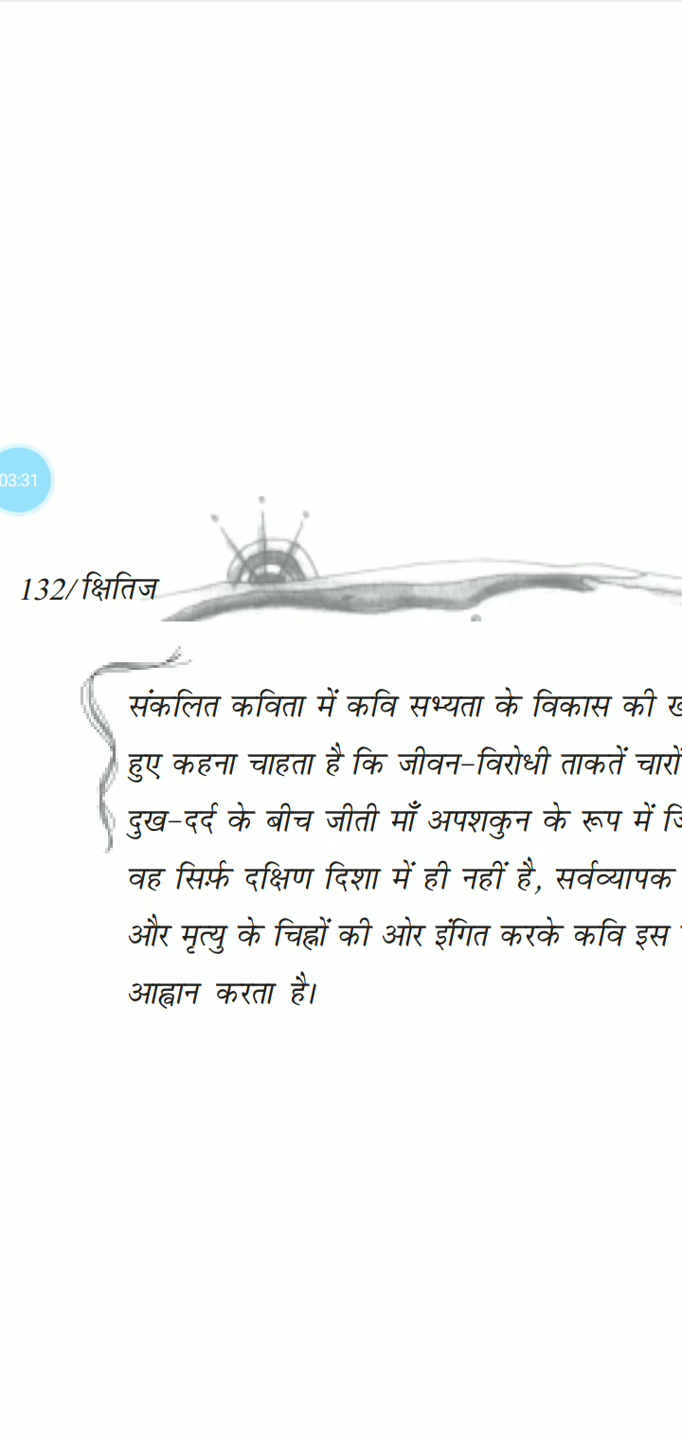 03:31
132/क्षितिज
संकलित कविता में कवि सभ्यता के विकास की
हुए कहना चाहता है कि जीवन-विरोधी ताकतें चारों
दुख-दर्द के बीच जीती माँ अपशकुन के रूप में
वह सिर्फ़ दक्षिण दिशा में ही नहीं है, सर्वव्यापक
और मृत्यु के चिह्नों की ओर इंगित करके कवि इस
आह्वान करता है।